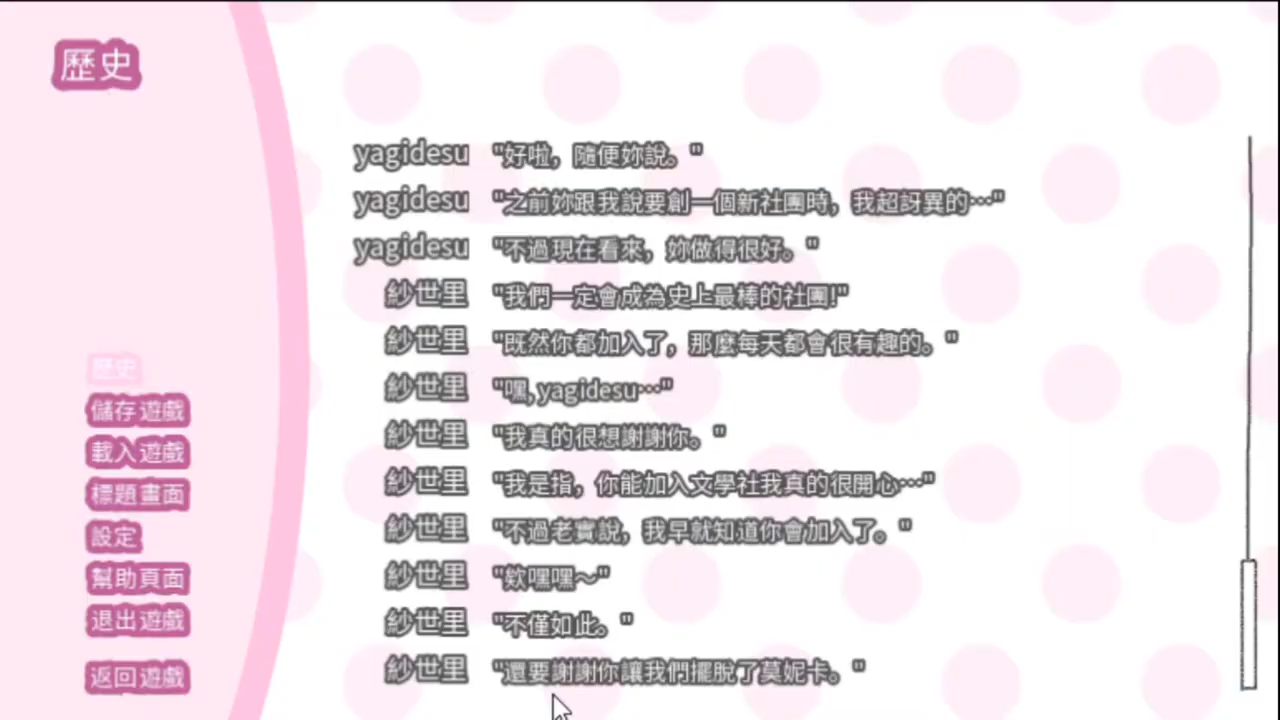 歷史
yagidesu "好啦，隨便妳說。"
yagidesu "之前妳跟我說要創一個新社團時，我超訝異的…"
yagidesu "不過現在看來，妳做得很好。"
紗世里 "我們一定會成為史上最棒的社團!"
紗世里 "既然你都加入了，那麼每天都會很有趣的。"
紗世里 "嘿, yagidesu…"
紗世里 "我真的很想謝謝你。"
紗世里 "我是指，你能加入文學社我真的很開心…"
紗世里 "不過老實說，我早就知道你會加入了。"
紗世里 "欸嘿嘿～"
紗世里 "不僅如此。"
紗世里 "還要謝謝你讓我們擺脫了莫妮卡。"
歷史
儲存遊戲
載入遊戲
標題畫面
設定
幫助頁面
退出遊戲
返回遊戲